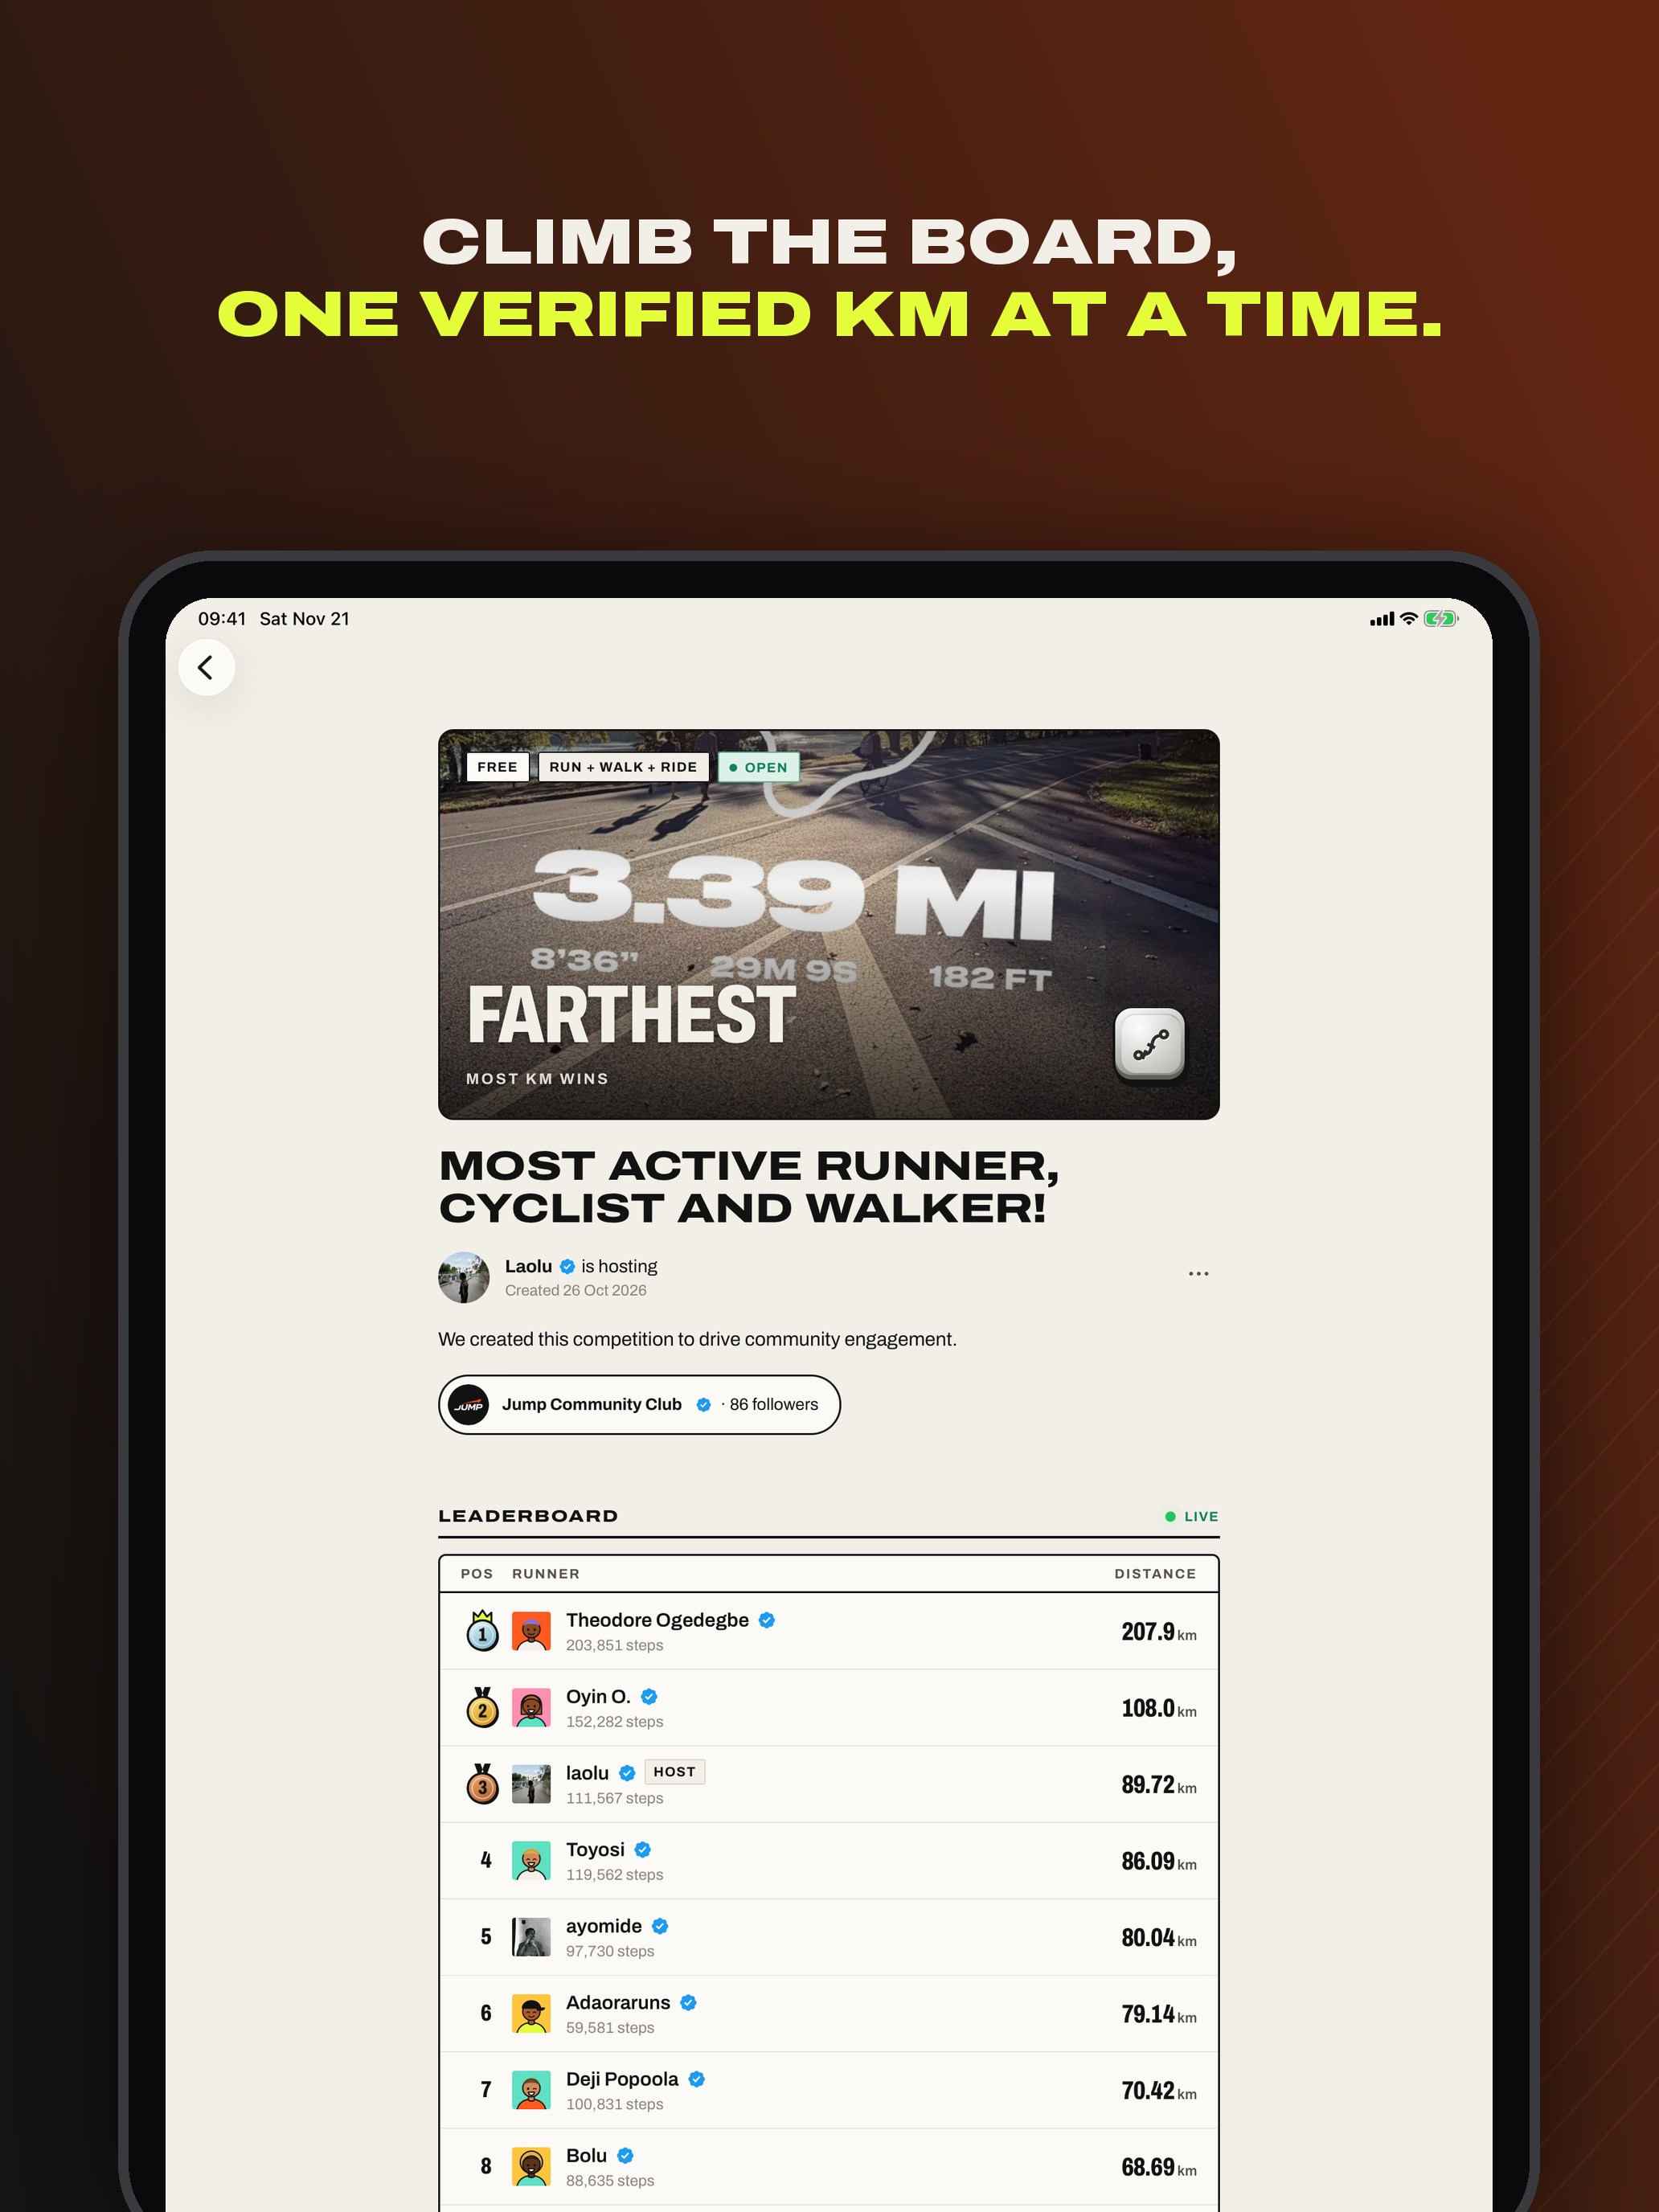 CLIMB THE BOARD,
ONE VERIFIED KM AT A TIME.
09:41 Sat Nov 21
FREE RUN + WALK + RIDE OPEN
3.39 MI
8'36” 29M 9S 182 FT
FARTHEST
MOST KM WINS
MOST ACTIVE RUNNER,
CYCLIST AND WALKER!
Laolu is hosting
Created 26 Oct 2026
We created this competition to drive community engagement.
JUMP Jump Community Club · 86 followers
LEADERBOARD LIVE
POS RUNNER DISTANCE
1 Theodore Ogedegbe 207.9 km
203,851 steps
2 Oyin O. 108.0 km
152,282 steps
3 laolu HOST 89.72 km
111,567 steps
4 Toyosi 86.09 km
119,562 steps
5 ayomide 80.04 km
97,730 steps
6 Adaoraruns 79.14 km
59,581 steps
7 Deji Popoola 70.42 km
100,831 steps
8 Bolu 68.69 km
88,635 steps